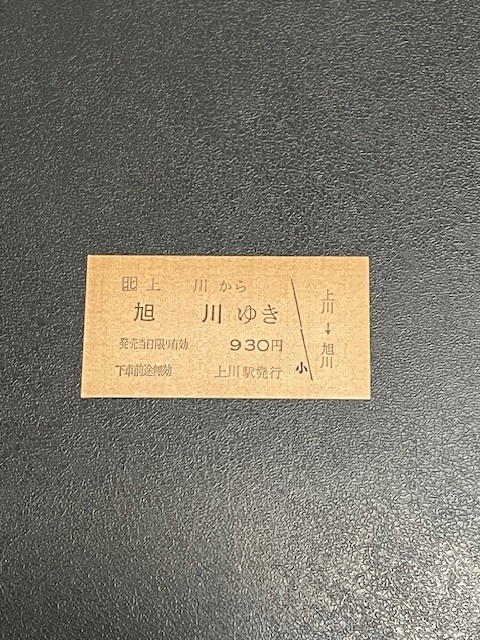 北 上川から
旭川ゆき
発売当日限り有効 930円
下車前途無効 上川駅発行
小
上川→旭川